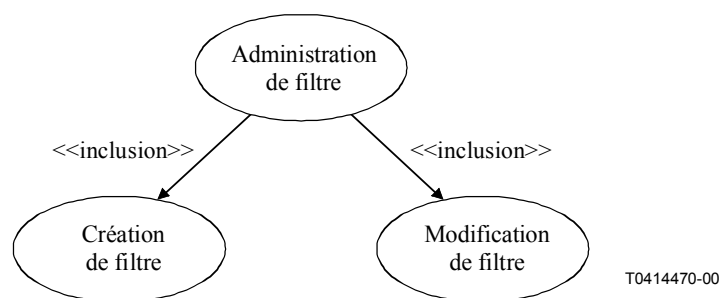 Administration
de filtre
<<inclusion>>
<<inclusion>>
Création
de filtre
Modification
de filtre
T0414470-00